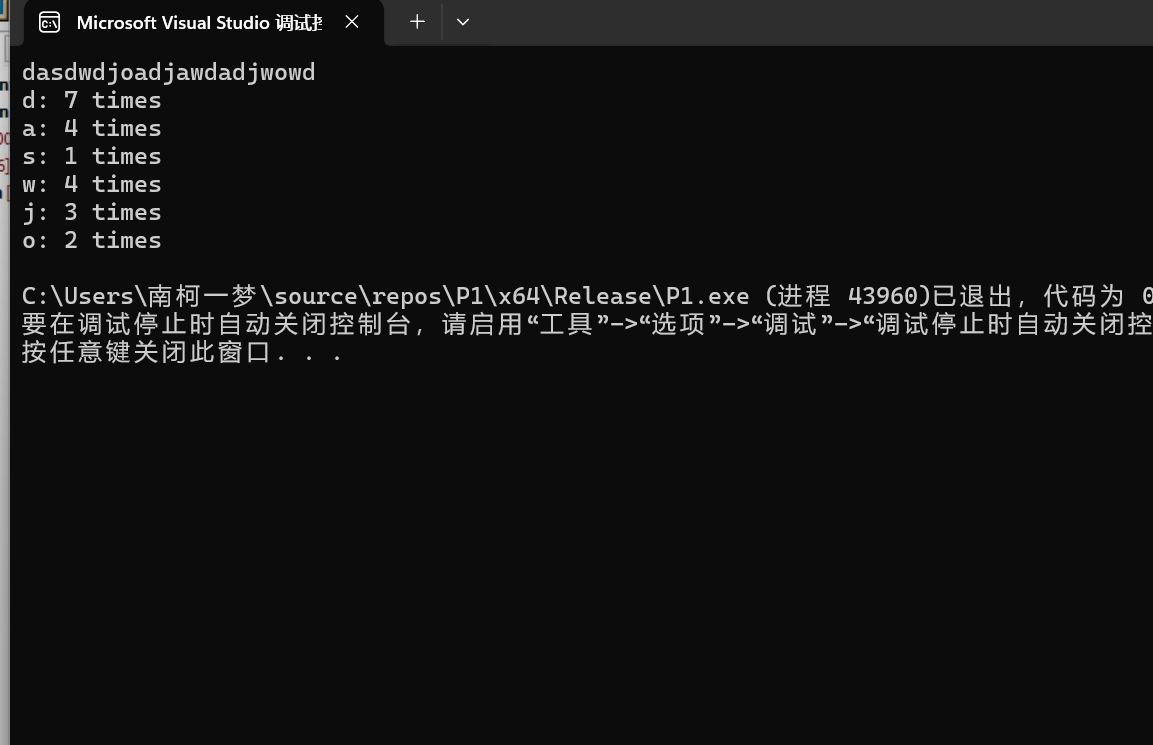 Microsoft Visual Studio 调试
dasdwdjoadjawdadjwowd
d: 7 times
a: 4 times
s: 1 times
w: 4 times
j: 3 times
o: 2 times
C:\Users\南柯一梦\source\repos\P1\x64\Release\P1.exe (进程 43960)已退出，代码为 0
要在调试停止时自动关闭控制台，请启用“工具”->“选项”->“调试”->“调试停止时自动关闭控
按任意键关闭此窗口. . .